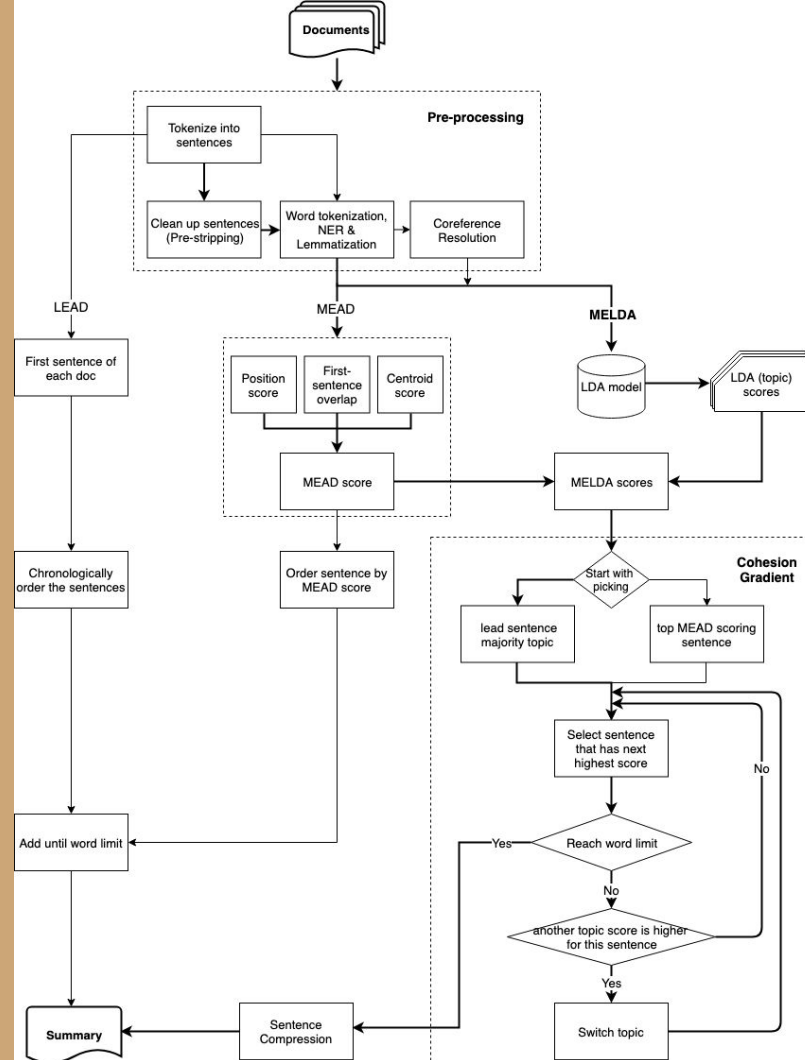 Documents
Pre-processing
Tokenize into
sentences
Clean up sentences
(Pre-stripping)
Word tokenization,
NER &
Lemmatization
Coreference
Resolution
LEAD
MEAD
MELDA
First sentence of
each doc
Position
score
First-
sentence
overlap
Centroid
score
LDA model
LDA (topic)
scores
MEAD score
MELDA scores
Chronologically
order the sentences
Order sentence by
MEAD score
Cohesion
Gradient
Start with
picking
lead sentence
majority topic
top MEAD scoring
sentence
Select sentence
that has next
highest score
No
Add until word limit
Yes
Reach word limit
No
another topic score is higher
for this sentence
Yes
Summary
Sentence
Compression
Switch topic